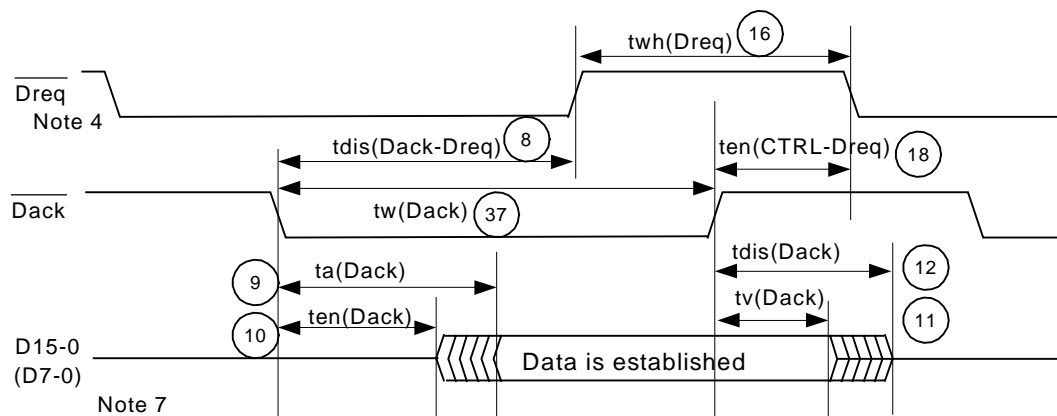 twh(Dreq) 16
Dreq
Note 4
tdis(Dack-Dreq) 8
ten(CTRL-Dreq) 18
Dack
tw(Dack) 37
tdis(Dack) 12
9 ta(Dack)
tv(Dack) 11
10 ten(Dack)
D15-0
(D7-0)
Data is established
Note 7